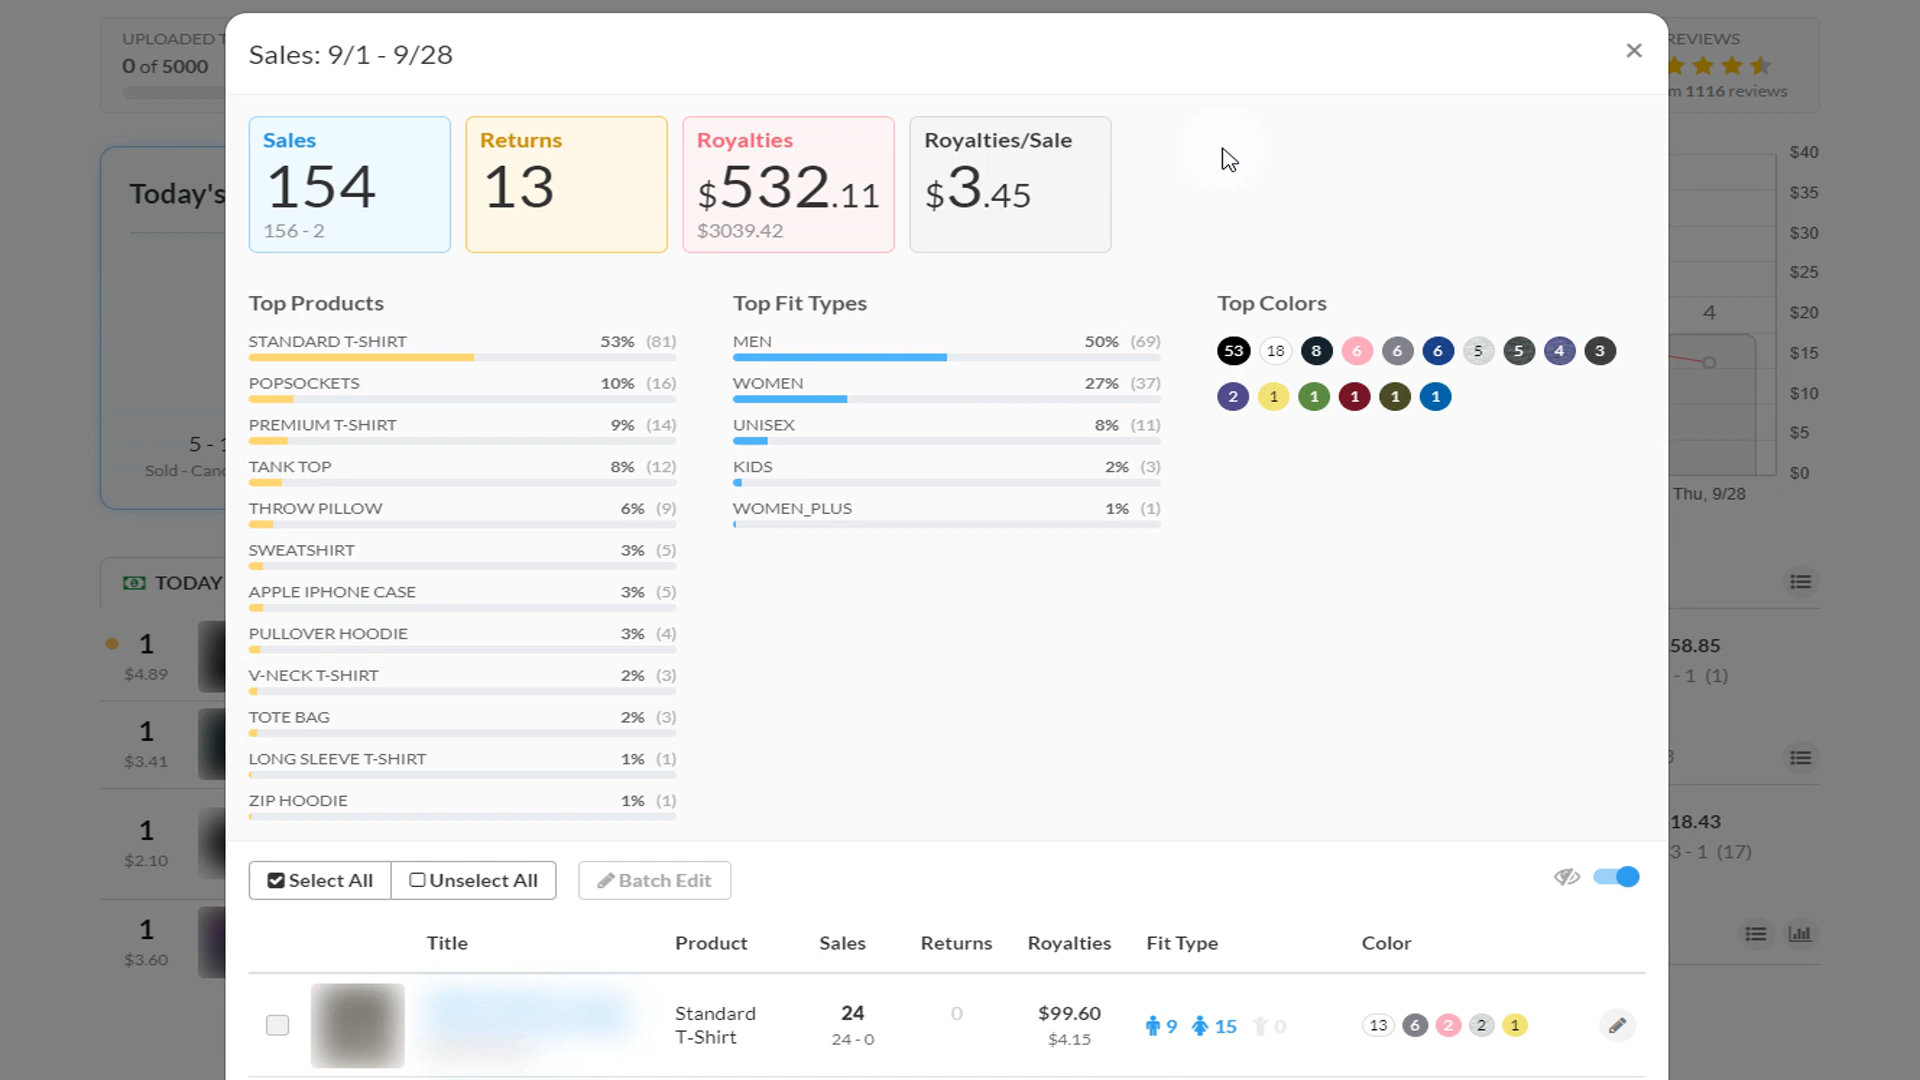 UPLOADED T
0 of 5000
Sales: 9/1 - 9/28
REVIEWS
m 1116 reviews
Today's
Sales
154
156 - 2
Returns
13
Royalties
$532.11
$3039.42
Royalties/Sale
$3.45
$40
$35
$30
$25
$20
$15
$10
$5
$0
4
Thu, 9/28
5 - 1
Sold - Canc
Top Products
STANDARD T-SHIRT 53% (81)
POPSOCKETS 10% (16)
PREMIUM T-SHIRT 9% (14)
TANK TOP 8% (12)
THROW PILLOW 6% (9)
SWEATSHIRT 3% (5)
APPLE IPHONE CASE 3% (5)
PULLOVER HOODIE 3% (4)
V-NECK T-SHIRT 2% (3)
TOTE BAG 2% (3)
LONG SLEEVE T-SHIRT 1% (1)
ZIP HOODIE 1% (1)
Top Fit Types
MEN 50% (69)
WOMEN 27% (37)
UNISEX 8% (11)
KIDS 2% (3)
WOMEN_PLUS 1% (1)
Top Colors
53 18 8 6 6 6 5 5 4 3
2 1 1 1 1 1
TODAY
1
$4.89
1
$3.41
1
$2.10
1
$3.60
58.85
- 1 (1)
18.43
3 - 1 (17)
Select All Unselect All Batch Edit
Title Product Sales Returns Royalties Fit Type Color
Standard
T-Shirt
24
24 - 0
0
$99.60
$4.15
9 15 0
13 6 2 2 1